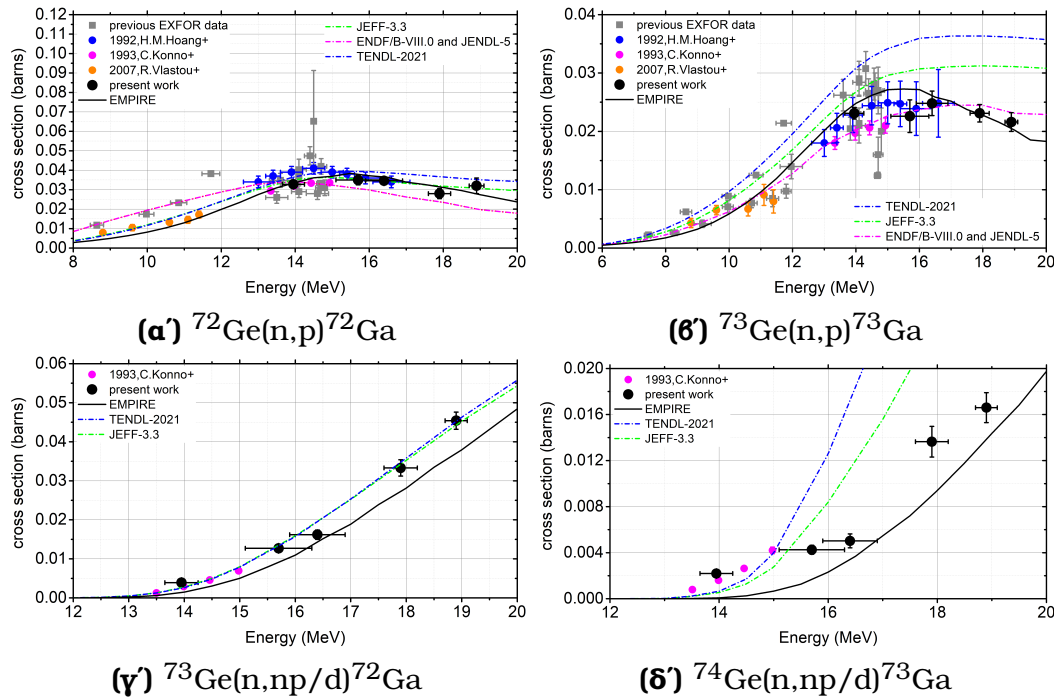 0.12
0.11
0.10
0.09
0.08
0.07
0.06
0.05
0.04
0.03
0.02
0.01
0.00
cross section (barns)
previous EXFOR data
1992,H.M.Hoang+
1993,C.Konno+
2007,R.Vlastou+
present work
EMPIRE
JEFF-3.3
ENDF/B-VIII.0 and JENDL-5
TENDL-2021
8 10 12 14 16 18 20
Energy (MeV)
(α΄) ⁷²Ge(n,p)⁷²Ga
0.05
0.04
0.03
0.02
0.01
0.00
cross section (barns)
previous EXFOR data
1992,H.M.Hoang+
1993,C.Konno+
2007,R.Vlastou+
present work
EMPIRE
TENDL-2021
JEFF-3.3
ENDF/B-VIII.0 and JENDL-5
6 8 10 12 14 16 18 20
Energy (MeV)
(β΄) ⁷³Ge(n,p)⁷³Ga
0.06
0.05
0.04
0.03
0.02
0.01
0.00
cross section (barns)
1993,C.Konno+
present work
EMPIRE
TENDL-2021
JEFF-3.3
12 13 14 15 16 17 18 19 20
Energy (MeV)
(γ΄) ⁷³Ge(n,np/d)⁷²Ga
0.020
0.016
0.012
0.008
0.004
0.000
cross section (barns)
1993,C.Konno+
present work
EMPIRE
TENDL-2021
JEFF-3.3
12 14 16 18 20
Energy (MeV)
(δ΄) ⁷⁴Ge(n,np/d)⁷³Ga